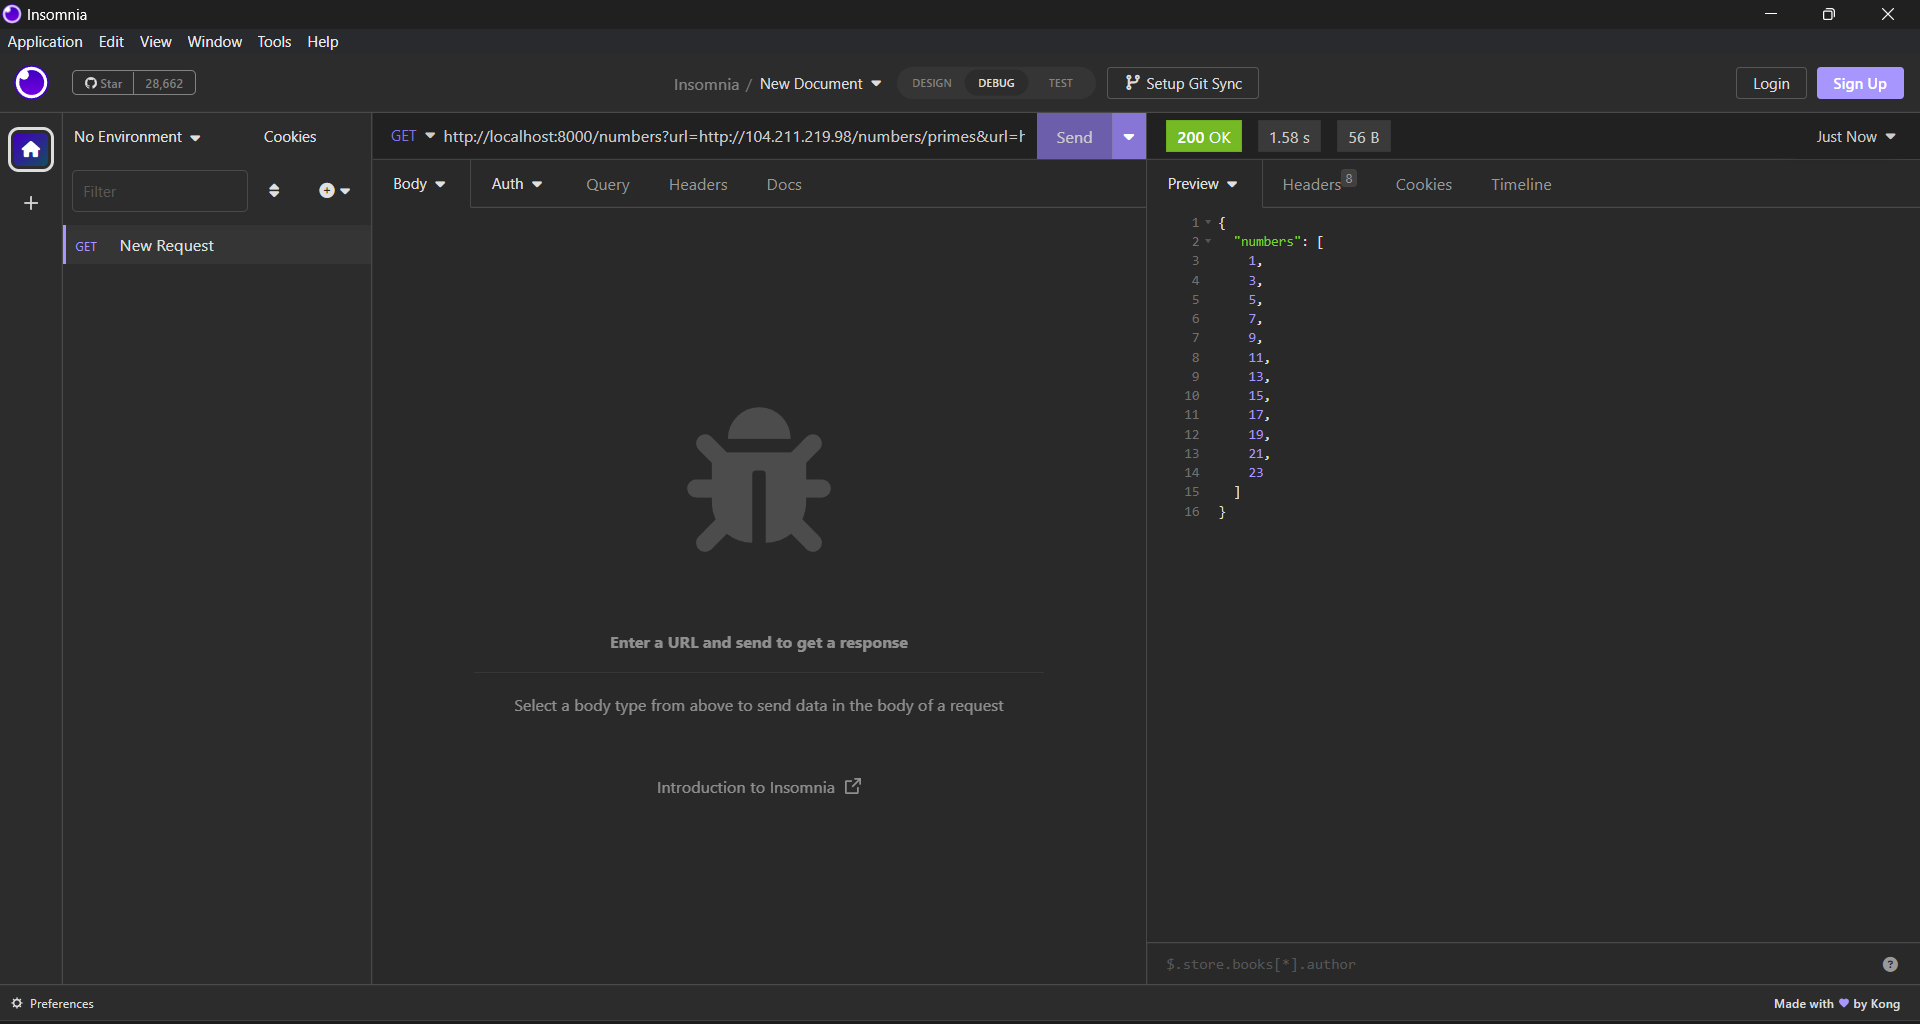 Insomnia
Application Edit View Window Tools Help
Star 28,662
Insomnia / New Document
DESIGN DEBUG TEST
Setup Git Sync
Login Sign Up
No Environment Cookies
Filter
GET New Request
GET http://localhost:8000/numbers?url=http://104.211.219.98/numbers/primes&url=h
Send
Body Auth Query Headers Docs
Enter a URL and send to get a response
Select a body type from above to send data in the body of a request
Introduction to Insomnia
200 OK 1.58 s 56 B Just Now
Preview Headers 8 Cookies Timeline
1 {
2 "numbers": [
3 1,
4 3,
5 5,
6 7,
7 9,
8 11,
9 13,
10 15,
11 17,
12 19,
13 21,
14 23
15 ]
16 }
$.store.books[*].author
?
Preferences
Made with by Kong